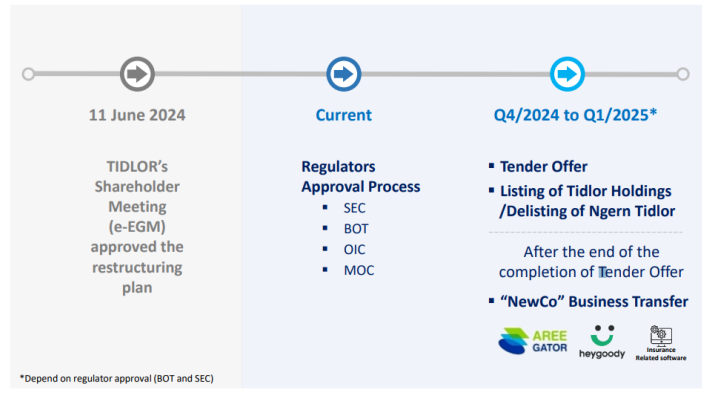 11 June 2024
TIDLOR's
Shareholder
Meeting
(e-EGM)
approved the
restructuring
plan
Current
Regulators
Approval Process
▪ SEC
▪ BOT
▪ OIC
▪ MOC
Q4/2024 to Q1/2025*
▪ Tender Offer
▪ Listing of Tidlor Holdings
/Delisting of Ngern Tidlor
After the end of the
completion of Tender Offer
▪ “NewCo” Business Transfer
AREE
GATOR
heygoody
Insurance
Related software
*Depend on regulator approval (BOT and SEC)